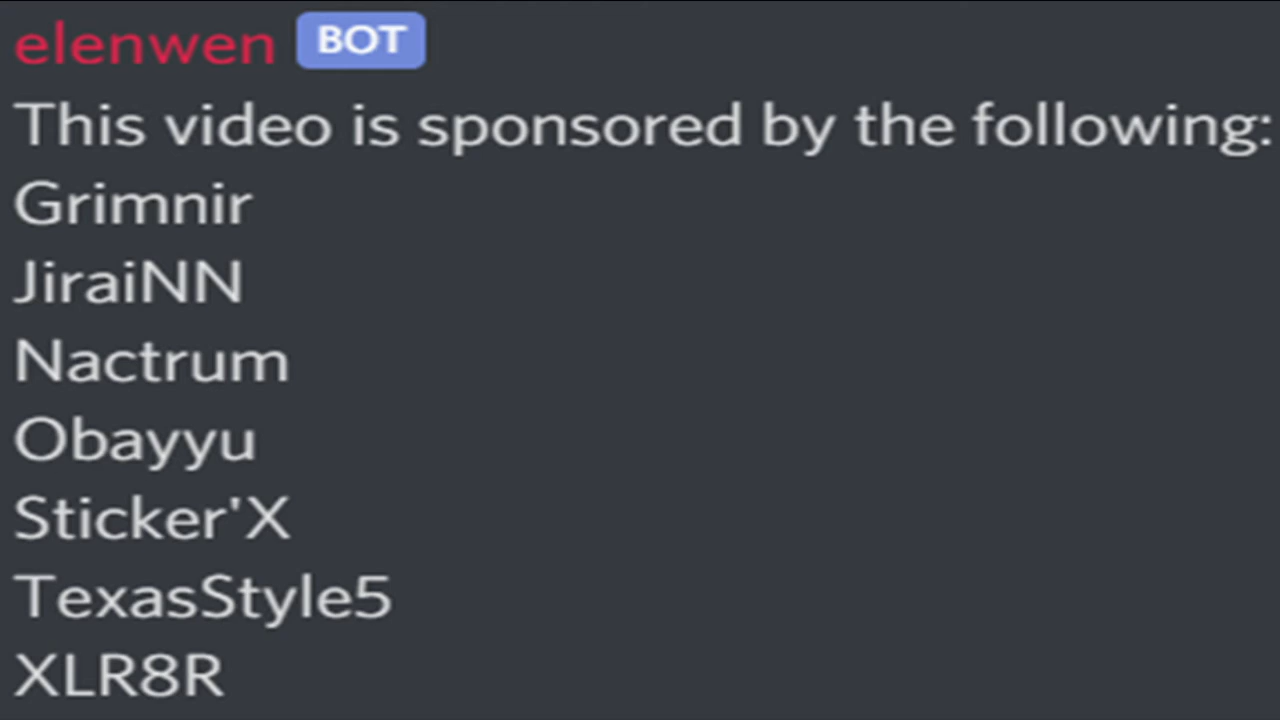 elenwen BOT
This video is sponsored by the following:
Grimnir
JiraiNN
Nactrum
Obayyu
Sticker'X
TexasStyle5
XLR8R